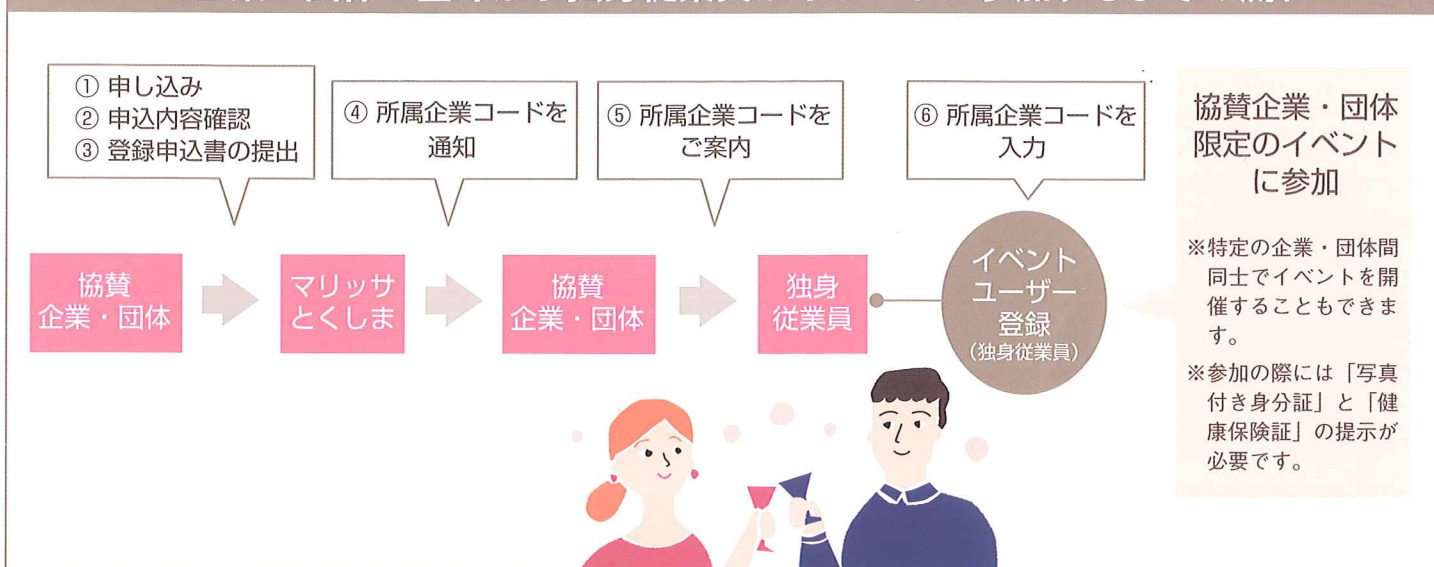 ① 申し込み
② 申込内容確認
③ 登録申込書の提出
④ 所属企業コードを
通知
⑤ 所属企業コードを
ご案内
⑥ 所属企業コードを
入力
協賛
企業・団体
マリッサ
とくしま
協賛
企業・団体
独身
従業員
イベント
ユーザー
登録
(独身従業員)
協賛企業・団体
限定のイベント
に参加
※特定の企業・団体間
同士でイベントを開
催することもできま
す。
※参加の際には「写真
付き身分証」と「健
康保険証」の提示が
必要です。